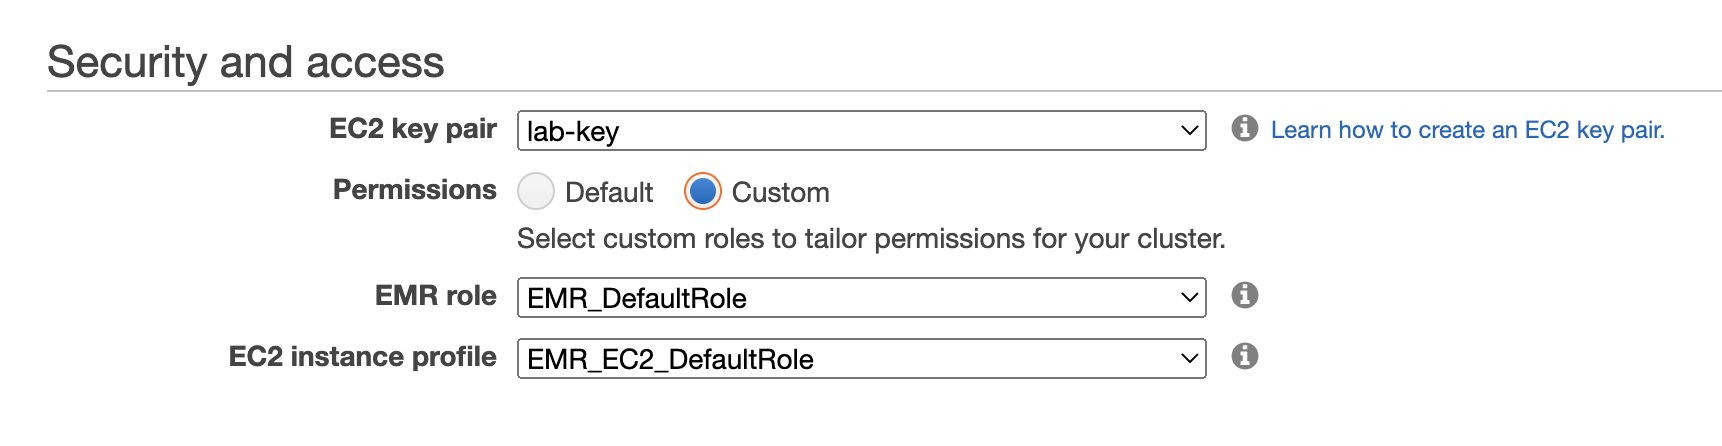 Security and access
EC2 key pair lab-key Learn how to create an EC2 key pair.
Permissions Default Custom
Select custom roles to tailor permissions for your cluster.
EMR role EMR_DefaultRole
EC2 instance profile EMR_EC2_DefaultRole